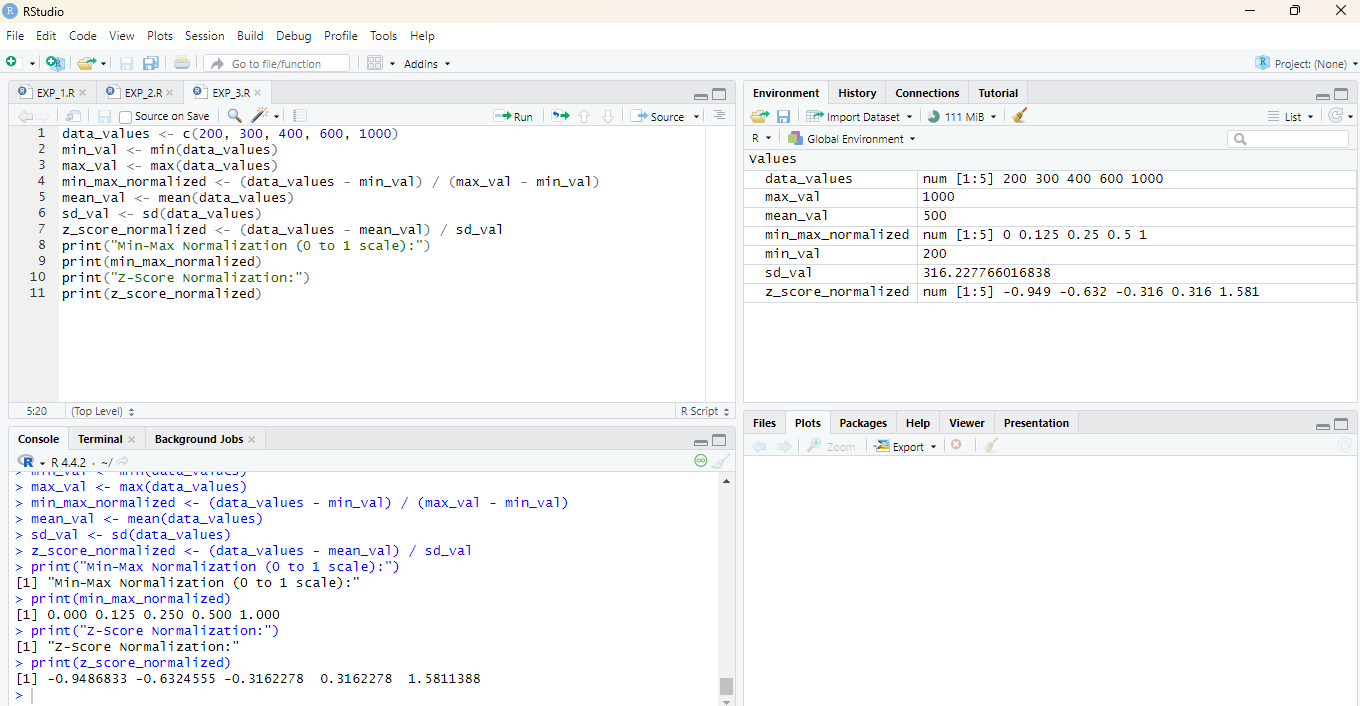 RStudio
File Edit Code View Plots Session Build Debug Profile Tools Help
Go to file/function Addins Project: (None)
EXP_1.R EXP_2.R EXP_3.R
Source on Save Run Source
1 data_values <- c(200, 300, 400, 600, 1000)
2 min_val <- min(data_values)
3 max_val <- max(data_values)
4 min_max_normalized <- (data_values - min_val) / (max_val - min_val)
5 mean_val <- mean(data_values)
6 sd_val <- sd(data_values)
7 z_score_normalized <- (data_values - mean_val) / sd_val
8 print("Min-Max Normalization (0 to 1 scale):")
9 print(min_max_normalized)
10 print("Z-Score Normalization:")
11 print(z_score_normalized)
5:20 (Top Level) R Script
Console Terminal Background Jobs
R 4.4.2 · ~/
> min_val <- min(data_values)
> max_val <- max(data_values)
> min_max_normalized <- (data_values - min_val) / (max_val - min_val)
> mean_val <- mean(data_values)
> sd_val <- sd(data_values)
> z_score_normalized <- (data_values - mean_val) / sd_val
> print("Min-Max Normalization (0 to 1 scale):")
[1] "Min-Max Normalization (0 to 1 scale):"
> print(min_max_normalized)
[1] 0.000 0.125 0.250 0.500 1.000
> print("Z-Score Normalization:")
[1] "Z-Score Normalization:"
> print(z_score_normalized)
[1] -0.9486833 -0.6324555 -0.3162278  0.3162278  1.5811388
>
Environment History Connections Tutorial
Import Dataset 111 MiB List
R Global Environment
Values
data_values num [1:5] 200 300 400 600 1000
max_val 1000
mean_val 500
min_max_normalized num [1:5] 0 0.125 0.25 0.5 1
min_val 200
sd_val 316.227766016838
z_score_normalized num [1:5] -0.949 -0.632 -0.316 0.316 1.581
Files Plots Packages Help Viewer Presentation
Zoom Export